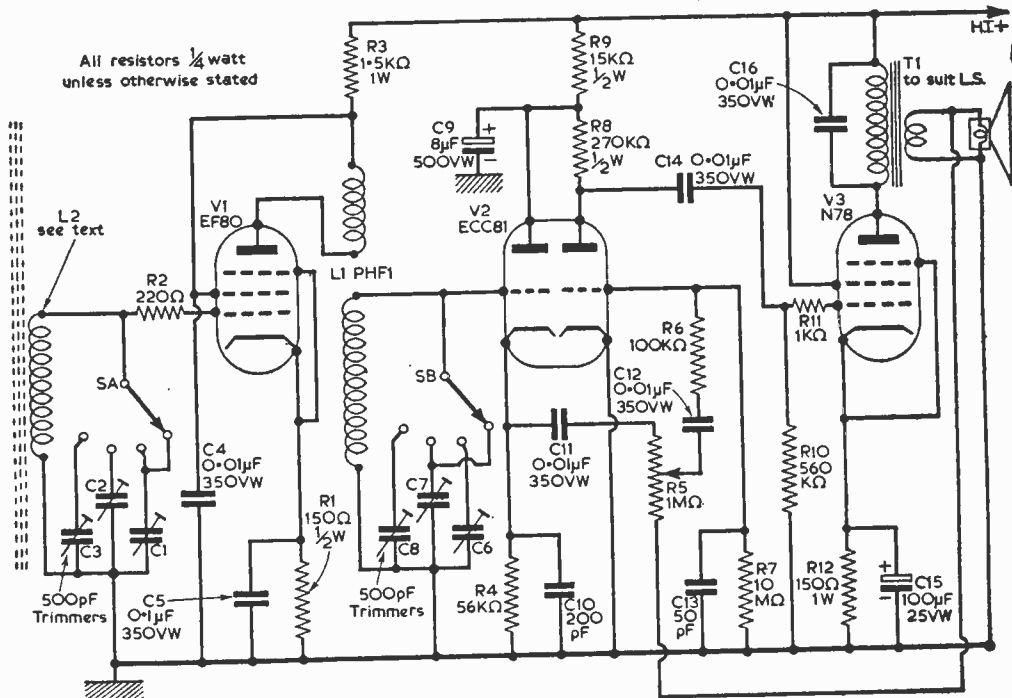 All resistors ¼ watt
unless otherwise stated
R3
1·5KΩ
1W
R9
15KΩ
½W
H.T.+
C16
0·01µF
350VW
T1
to suit L.S.
C9
8µF
500VW
+
−
R8
270KΩ
½W
C14
0·01µF
350VW
L2
see text
V1
EF80
V2
ECC81
V3
N78
R2
220Ω
L1 PHF1
R11
1KΩ
R6
100KΩ
SA
SB
C12
0·01µF
350VW
C4
0·01µF
350VW
C11
0·01µF
350VW
R10
560
KΩ
R5
1MΩ
C2
C3
C1
R1
150Ω
½W
C7
C8
C6
500pF
Trimmers
C5
0·1µF
350VW
500pF
Trimmers
R4
56KΩ
C10
200
pF
C13
50
pF
R7
10
MΩ
R12
150Ω
1W
+
−
C15
100µF
25VW